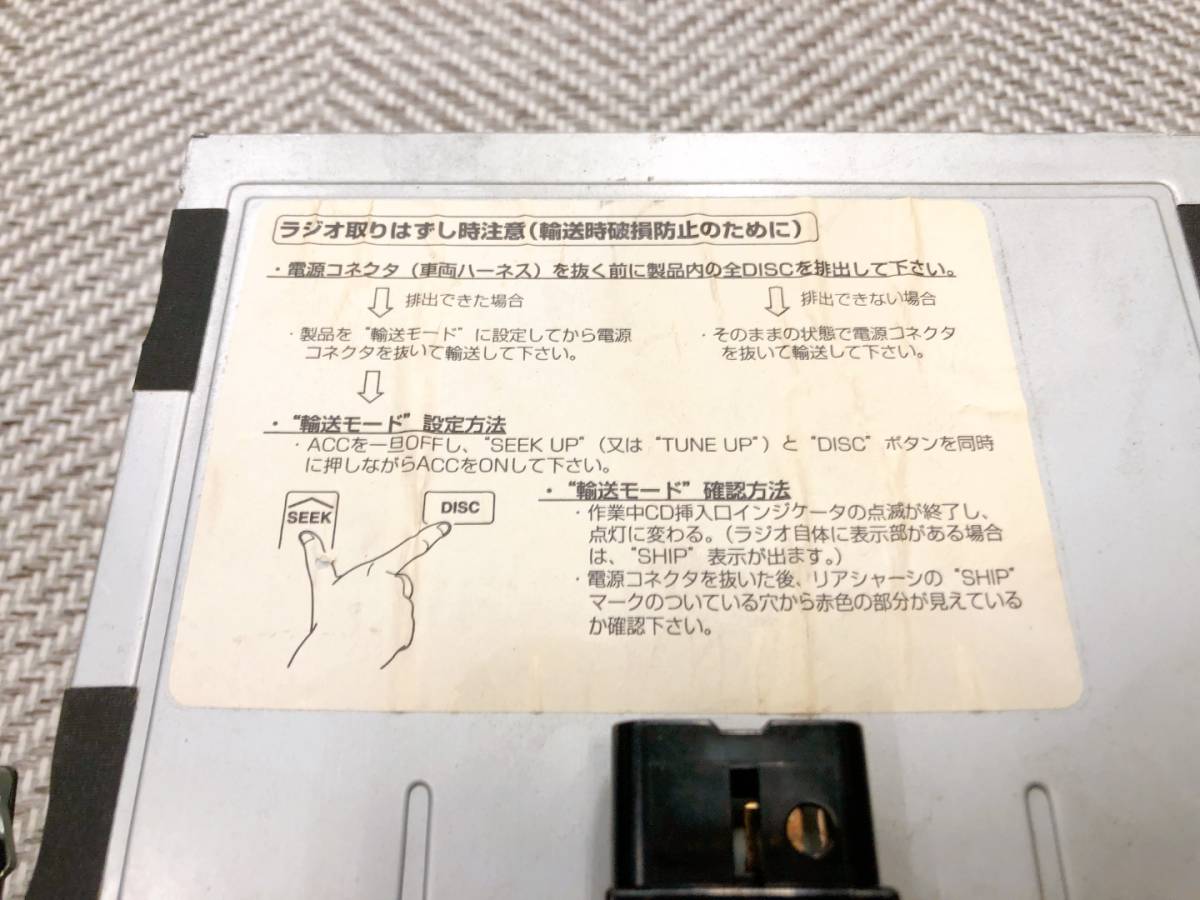 ラジオ取りはずし時注意(輸送時破損防止のために)
・電源コネクタ(車両ハーネス)を抜く前に製品内の全DISCを排出して下さい。
排出できた場合
・製品を“輸送モード”に設定してから電源
コネクタを抜いて輸送して下さい。
排出できない場合
・そのままの状態で電源コネクタ
を抜いて輸送して下さい。
・“輸送モード”設定方法
・ACCを一旦OFFし、“SEEK UP”(又は“TUNE UP”)と“DISC”ボタンを同時
に押しながらACCをONして下さい。
SEEK
DISC
・“輸送モード”確認方法
・作業中CD挿入口インジケータの点滅が終了し、
点灯に変わる。(ラジオ自体に表示部がある場合
は、“SHIP”表示が出ます。)
・電源コネクタを抜いた後、リアシャーシの“SHIP”
マークのついている穴から赤色の部分が見えている
か確認下さい。